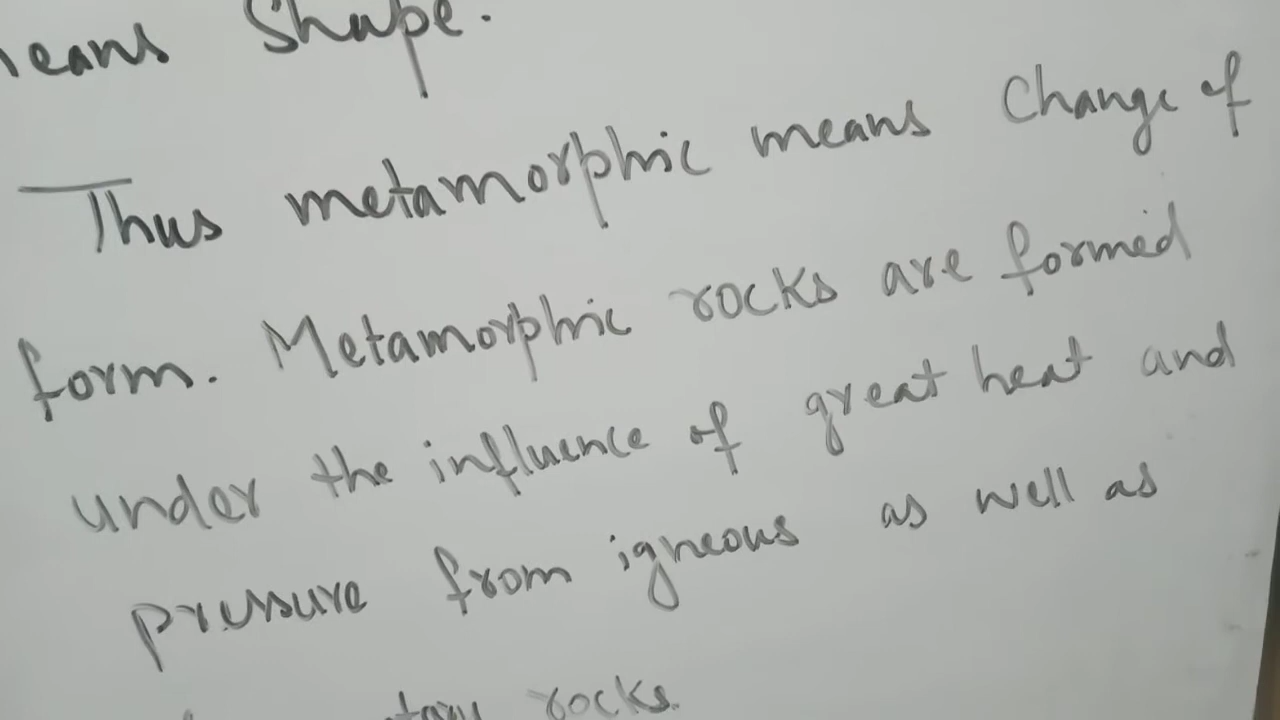 means Shape.
Thus metamorphic means Change of
form. Metamorphic rocks are formed
under the influence of great heat and
pressure from igneous as well as
rocks.